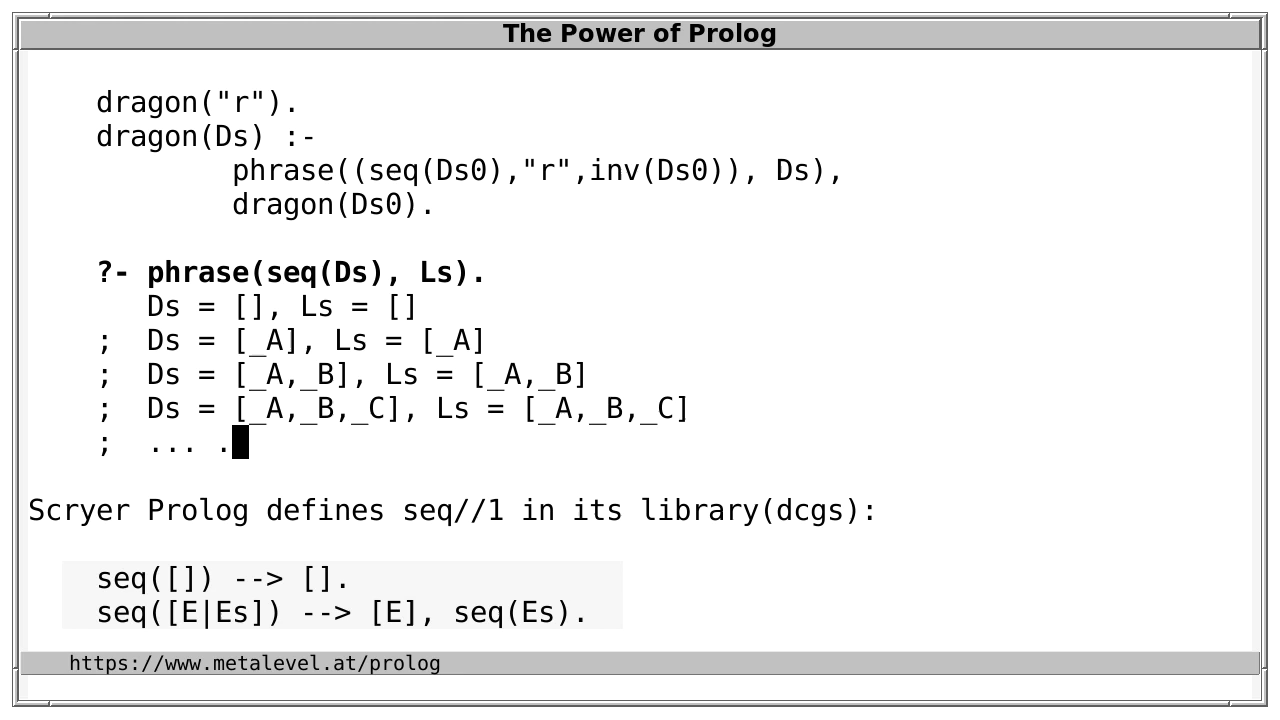 The Power of Prolog
dragon("r").
dragon(Ds) :-
phrase((seq(Ds0),"r",inv(Ds0)), Ds),
dragon(Ds0).
?- phrase(seq(Ds), Ls).
Ds = [], Ls = []
;  Ds = [_A], Ls = [_A]
;  Ds = [_A,_B], Ls = [_A,_B]
;  Ds = [_A,_B,_C], Ls = [_A,_B,_C]
;  ... .
Scryer Prolog defines seq//1 in its library(dcgs):
seq([]) --> [].
seq([E|Es]) --> [E], seq(Es).
https://www.metalevel.at/prolog